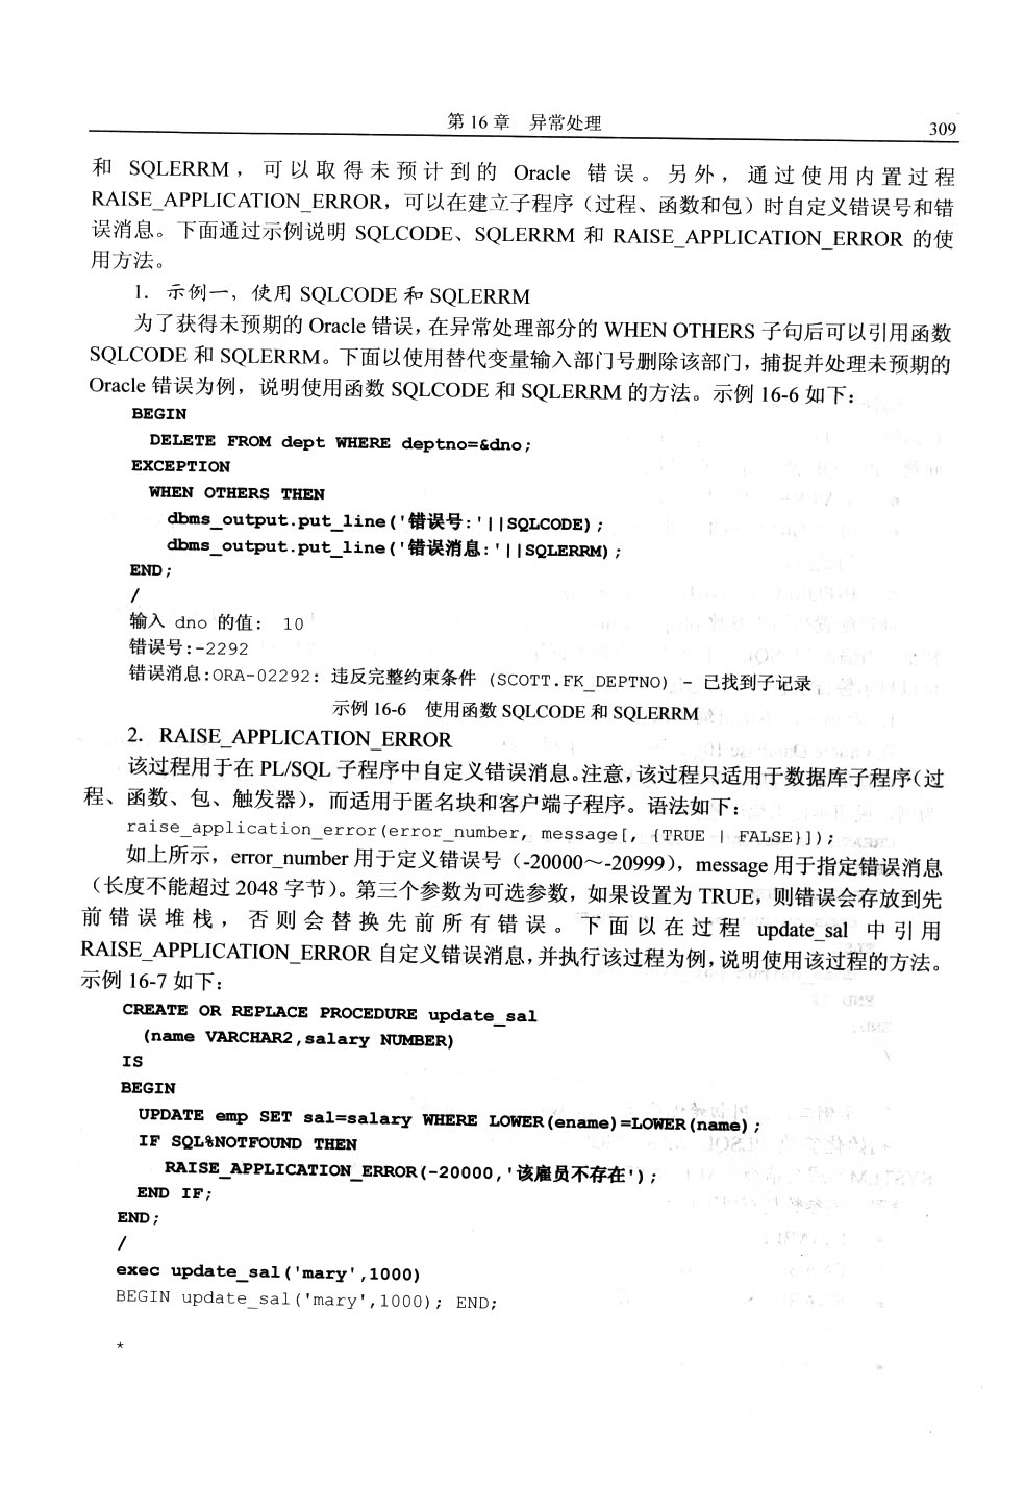 第 16 章 异常处理
309
和 SQLERRM，可以取得未预计到的 Oracle 错误。另外，通过使用内置过程
RAISE_APPLICATION_ERROR，可以在建立子程序（过程、函数和包）时自定义错误号和错
误消息。下面通过示例说明 SQLCODE、SQLERRM 和 RAISE_APPLICATION_ERROR 的使
用方法。
1．示例一，使用 SQLCODE 和 SQLERRM
为了获得未预期的 Oracle 错误，在异常处理部分的 WHEN OTHERS 子句后可以引用函数
SQLCODE 和 SQLERRM。下面以使用替代变量输入部门号删除该部门，捕捉并处理未预期的
Oracle 错误为例，说明使用函数 SQLCODE 和 SQLERRM 的方法。示例 16-6 如下：
BEGIN
DELETE FROM dept WHERE deptno=&dno;
EXCEPTION
WHEN OTHERS THEN
dbms_output.put_line('错误号:'||SQLCODE);
dbms_output.put_line('错误消息:'||SQLERRM);
END;
/
输入 dno 的值: 10
错误号:-2292
错误消息:ORA-02292: 违反完整约束条件 (SCOTT.FK_DEPTNO) - 已找到子记录
示例 16-6 使用函数 SQLCODE 和 SQLERRM
2．RAISE_APPLICATION_ERROR
该过程用于在 PL/SQL 子程序中自定义错误消息。注意，该过程只适用于数据库子程序（过
程、函数、包、触发器），而适用于匿名块和客户端子程序。语法如下：
raise_application_error(error_number, message[, {TRUE | FALSE}]);
如上所示，error_number 用于定义错误号（-20000～-20999），message 用于指定错误消息
（长度不能超过 2048 字节）。第三个参数为可选参数，如果设置为 TRUE，则错误会存放到先
前错误堆栈，否则会替换先前所有错误。下面以在过程 update_sal 中引用
RAISE_APPLICATION_ERROR 自定义错误消息，并执行该过程为例，说明使用该过程的方法。
示例 16-7 如下：
CREATE OR REPLACE PROCEDURE update_sal
(name VARCHAR2,salary NUMBER)
IS
BEGIN
UPDATE emp SET sal=salary WHERE LOWER(ename)=LOWER(name);
IF SQL%NOTFOUND THEN
RAISE_APPLICATION_ERROR(-20000,'该雇员不存在');
END IF;
END;
/
exec update_sal('mary',1000)
BEGIN update_sal('mary',1000); END;
*